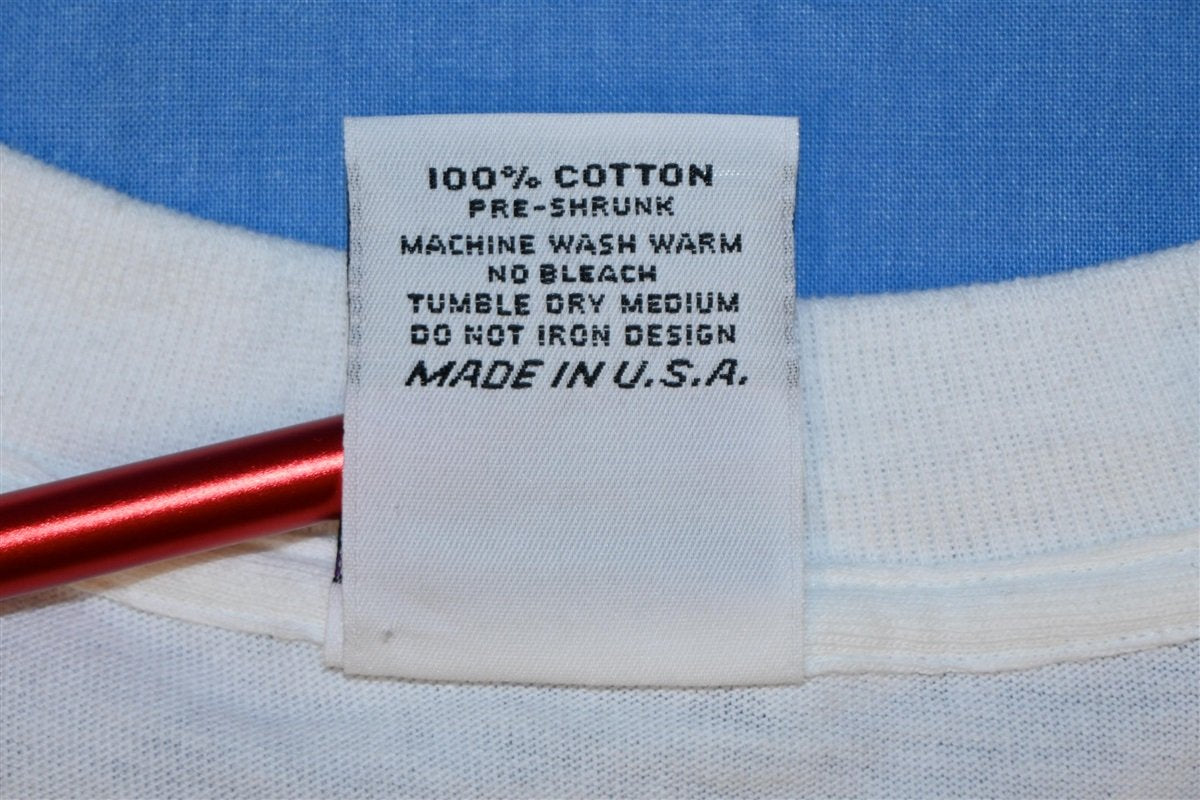 100% COTTON
PRE-SHRUNK
MACHINE WASH WARM
NO BLEACH
TUMBLE DRY MEDIUM
DO NOT IRON DESIGN
MADE IN U.S.A.